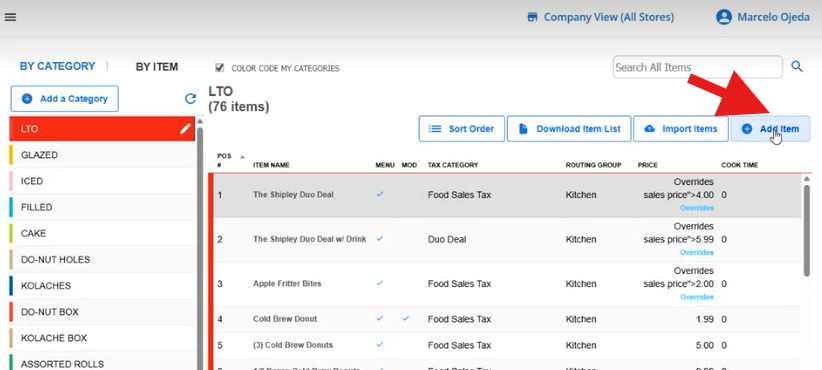 Company View (All Stores)
Marcelo Ojeda
BY CATEGORY | BY ITEM
COLOR CODE MY CATEGORIES
Search All Items
Add a Category
LTO
(76 items)
Sort Order
Download Item List
Import Items
Add Item
LTO
GLAZED
ICED
FILLED
CAKE
DO-NUT HOLES
KOLACHES
DO-NUT BOX
KOLACHE BOX
ASSORTED ROLLS
POS # ITEM NAME MENU MOD TAX CATEGORY ROUTING GROUP PRICE COOK TIME
Overrides
1 The Shipley Duo Deal Food Sales Tax Kitchen sales price">4.00 0
Overrides
Overrides
2 The Shipley Duo Deal w/ Drink Duo Deal Kitchen sales price">5.99 0
Overrides
Overrides
3 Apple Fritter Bites Food Sales Tax Kitchen sales price">2.00 0
Overrides
4 Cold Brew Donut Food Sales Tax Kitchen 1.99 0
5 (3) Cold Brew Donuts Food Sales Tax Kitchen 5.00 0